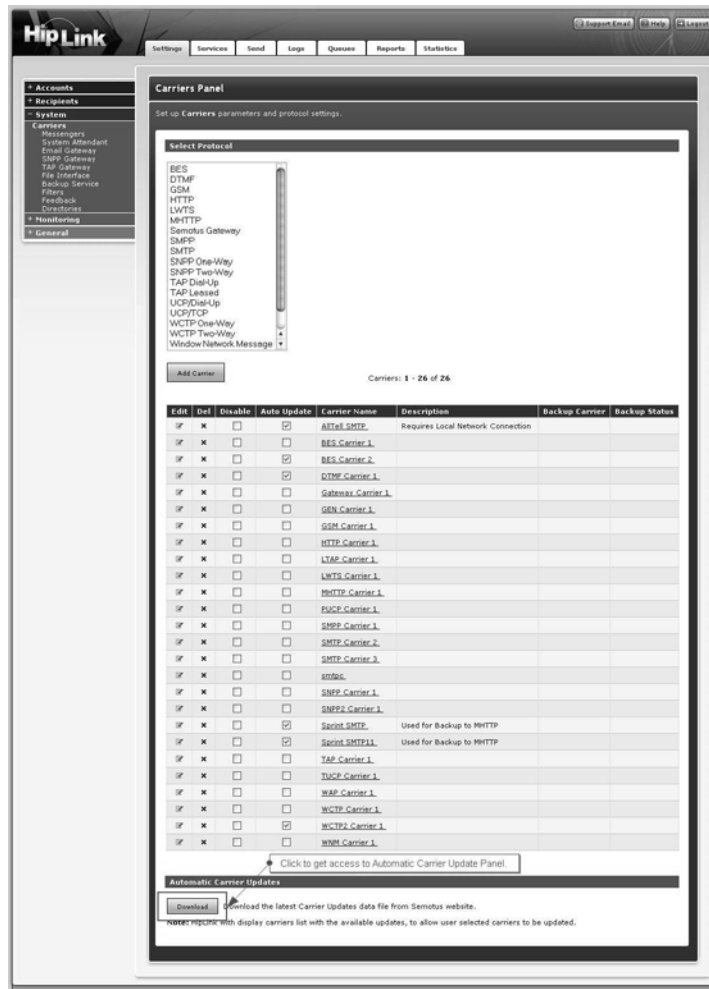 HipLink
Support Email Help Logout
Settings Services Send Logs Queues Reports Statistics
+ Accounts
+ Recipients
- System
Carriers
Messengers
System Attendant
Email Gateway
SNPP Gateway
TAP Gateway
File Interface
Backup Service
Filters
Feedback
Directories
+ Monitoring
+ General
Carriers Panel
Set up Carriers parameters and protocol settings.
Select Protocol
BES
DTMF
GSM
HTTP
LWTS
MHTTP
Semotus Gateway
SMPP
SMTP
SNPP One-Way
SNPP Two-Way
TAP Dial-Up
TAP Leased
UCP/Dial-Up
UCP/TCP
WCTP One-Way
WCTP Two-Way
Window Network Message
Add Carrier
Carriers: 1 - 26 of 26
Edit Del Disable Auto Update Carrier Name Description Backup Carrier Backup Status
AllTell SMTP Requires Local Network Connection
BES Carrier 1
BES Carrier 2
DTMF Carrier 1
Gateway Carrier 1
GEN Carrier 1
GSM Carrier 1
HTTP Carrier 1
LTAP Carrier 1
LWTS Carrier 1
MHTTP Carrier 1
PUCP Carrier 1
SMPP Carrier 1
SMTP Carrier 2
SMTP Carrier 3
smtpc
SNPP Carrier 1
SNPP2 Carrier 1
Sprint SMTP Used for Backup to MHTTP
Sprint SMTP11 Used for Backup to MHTTP
TAP Carrier 1
TUCP Carrier 1
WAP Carrier 1
WCTP Carrier 1
WCTP2 Carrier 1
WNM Carrier 1
Click to get access to Automatic Carrier Update Panel.
Automatic Carrier Updates
Download Download the latest Carrier Updates data file from Semotus website.
Note: HipLink with display carriers list with the available updates, to allow user selected carriers to be updated.